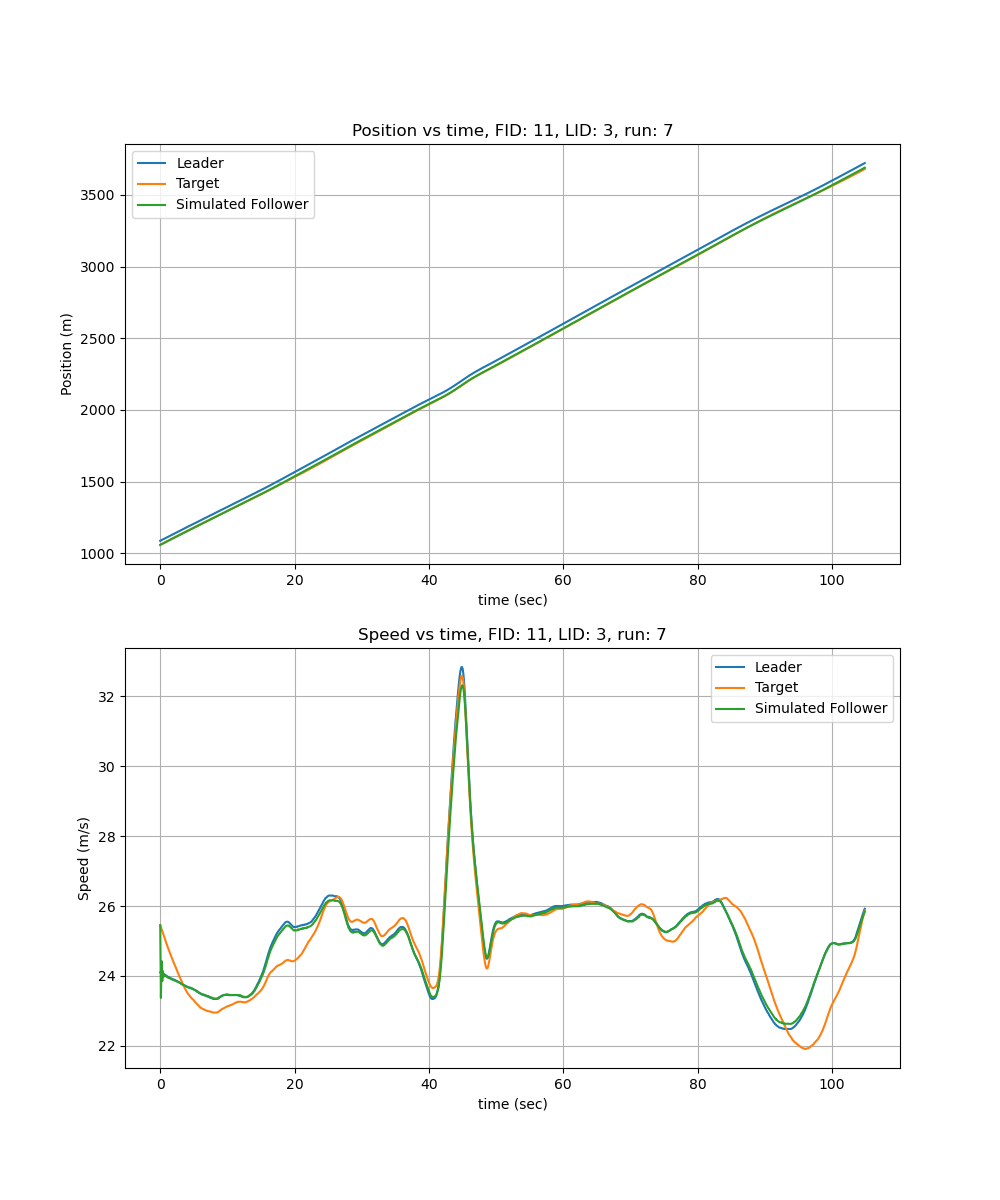 Position vs time, FID: 11, LID: 3, run: 7
Leader
Target
Simulated Follower
3500
3000
2500
2000
1500
1000
Position (m)
0 20 40 60 80 100
time (sec)
Speed vs time, FID: 11, LID: 3, run: 7
Leader
Target
Simulated Follower
32
30
28
26
24
22
Speed (m/s)
0 20 40 60 80 100
time (sec)